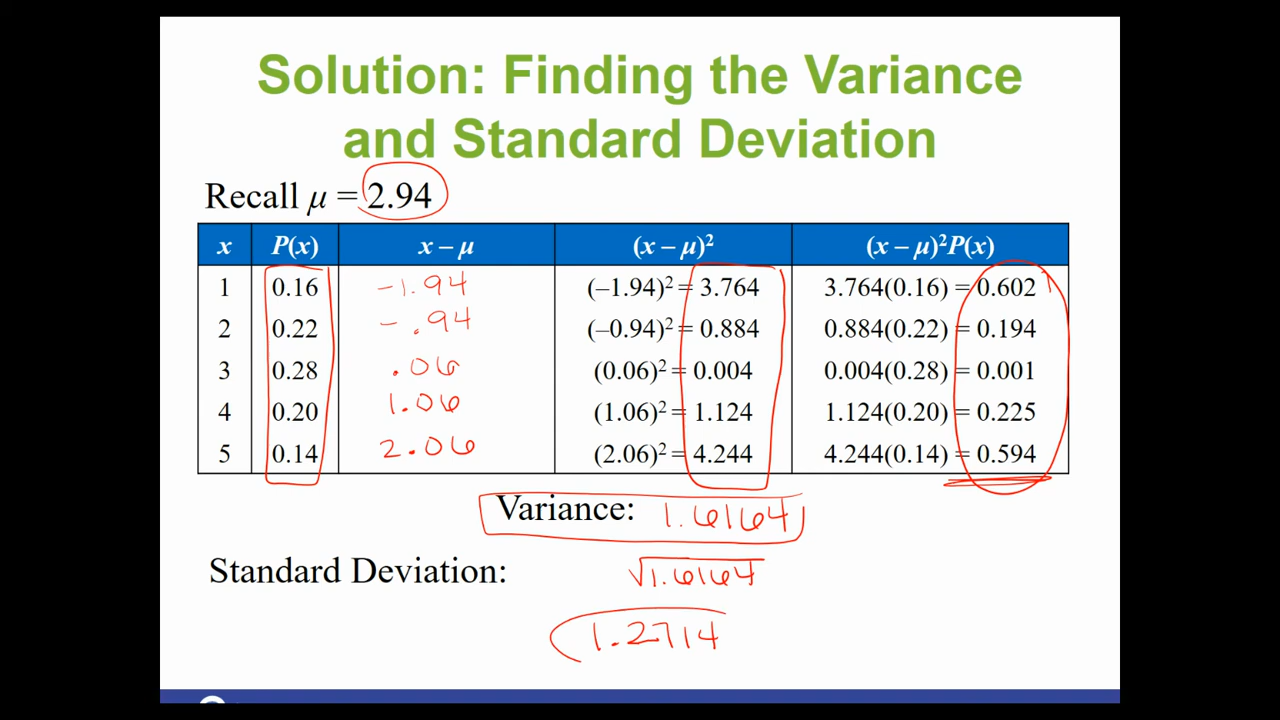 Solution: Finding the Variance
and Standard Deviation
Recall μ = 2.94
x P(x) x – μ (x – μ)² (x – μ)²P(x)
1 0.16 -1.94 (–1.94)² = 3.764 3.764(0.16) = 0.602
2 0.22 -.94 (–0.94)² = 0.884 0.884(0.22) = 0.194
3 0.28 .06 (0.06)² = 0.004 0.004(0.28) = 0.001
4 0.20 1.06 (1.06)² = 1.124 1.124(0.20) = 0.225
5 0.14 2.06 (2.06)² = 4.244 4.244(0.14) = 0.594
Variance: 1.6164
Standard Deviation: √1.6164
1.2714